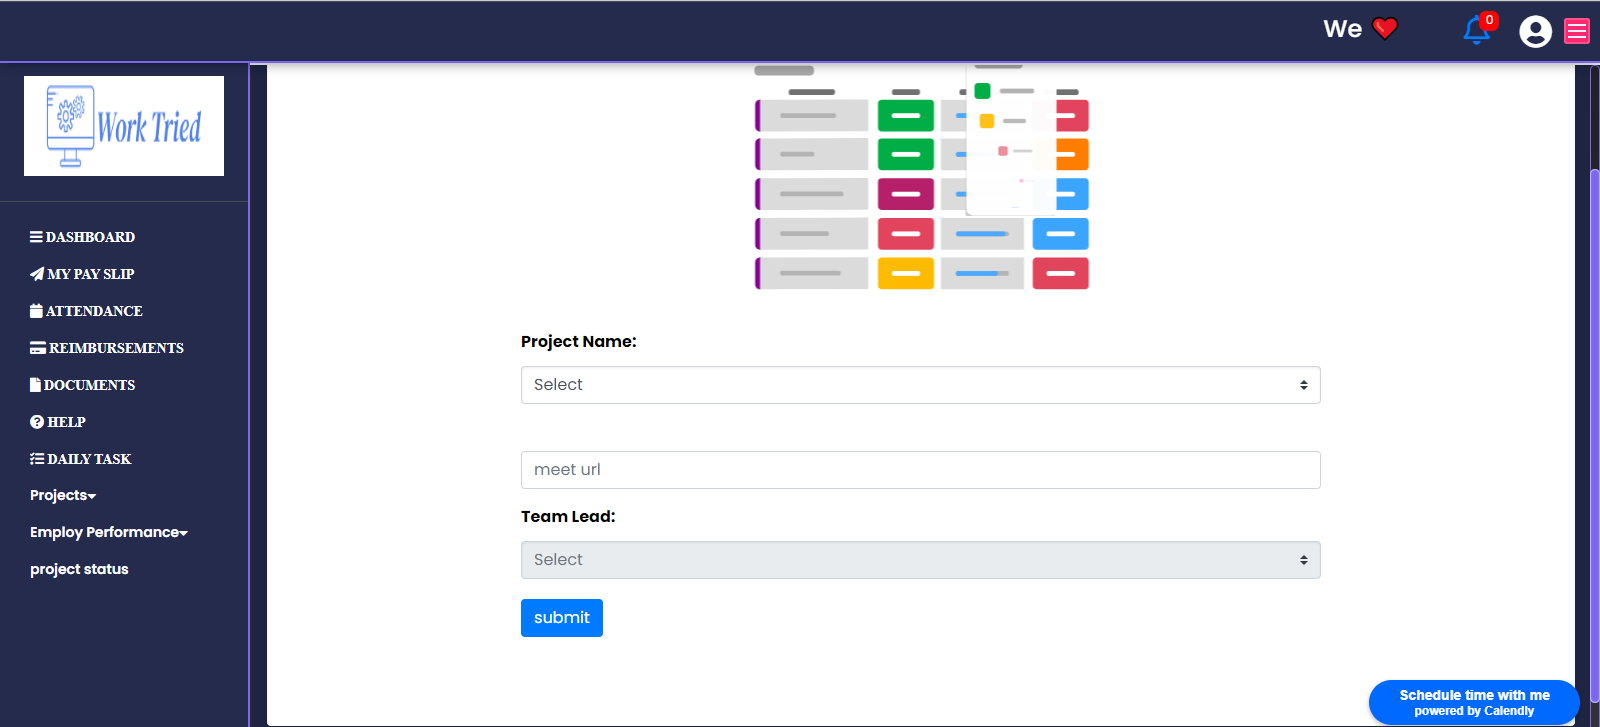 We ❤
0
Work Tried
DASHBOARD
MY PAY SLIP
ATTENDANCE
REIMBURSEMENTS
DOCUMENTS
HELP
DAILY TASK
Projects
Employ Performance
project status
Project Name:
Select
meet url
Team Lead:
Select
submit
Schedule time with me
powered by Calendly